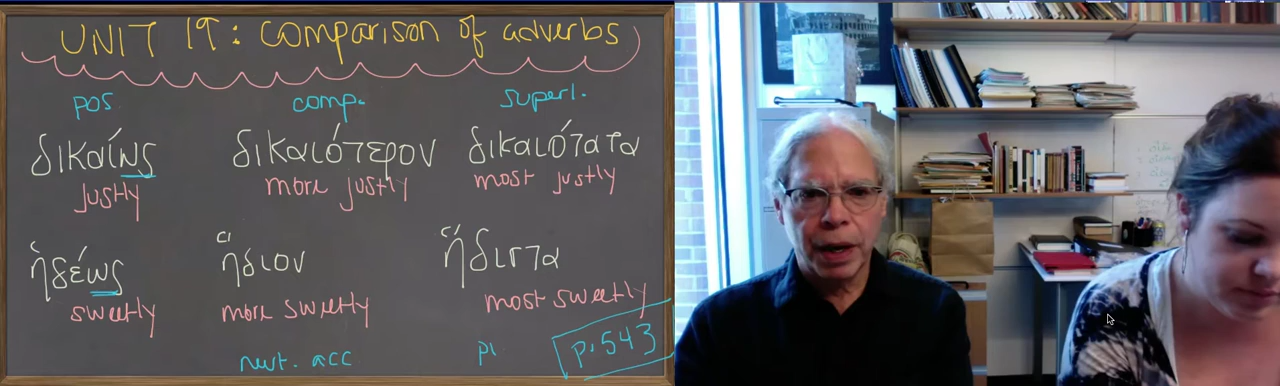 UNIT 19: comparison of adverbs
pos. comp. superl.
δικαίως δικαιότερον δικαιότατα
justly more justly most justly
ἡδέως ἥδιον ἥδιστα
sweetly more sweetly most sweetly
neut. acc pl p. 543